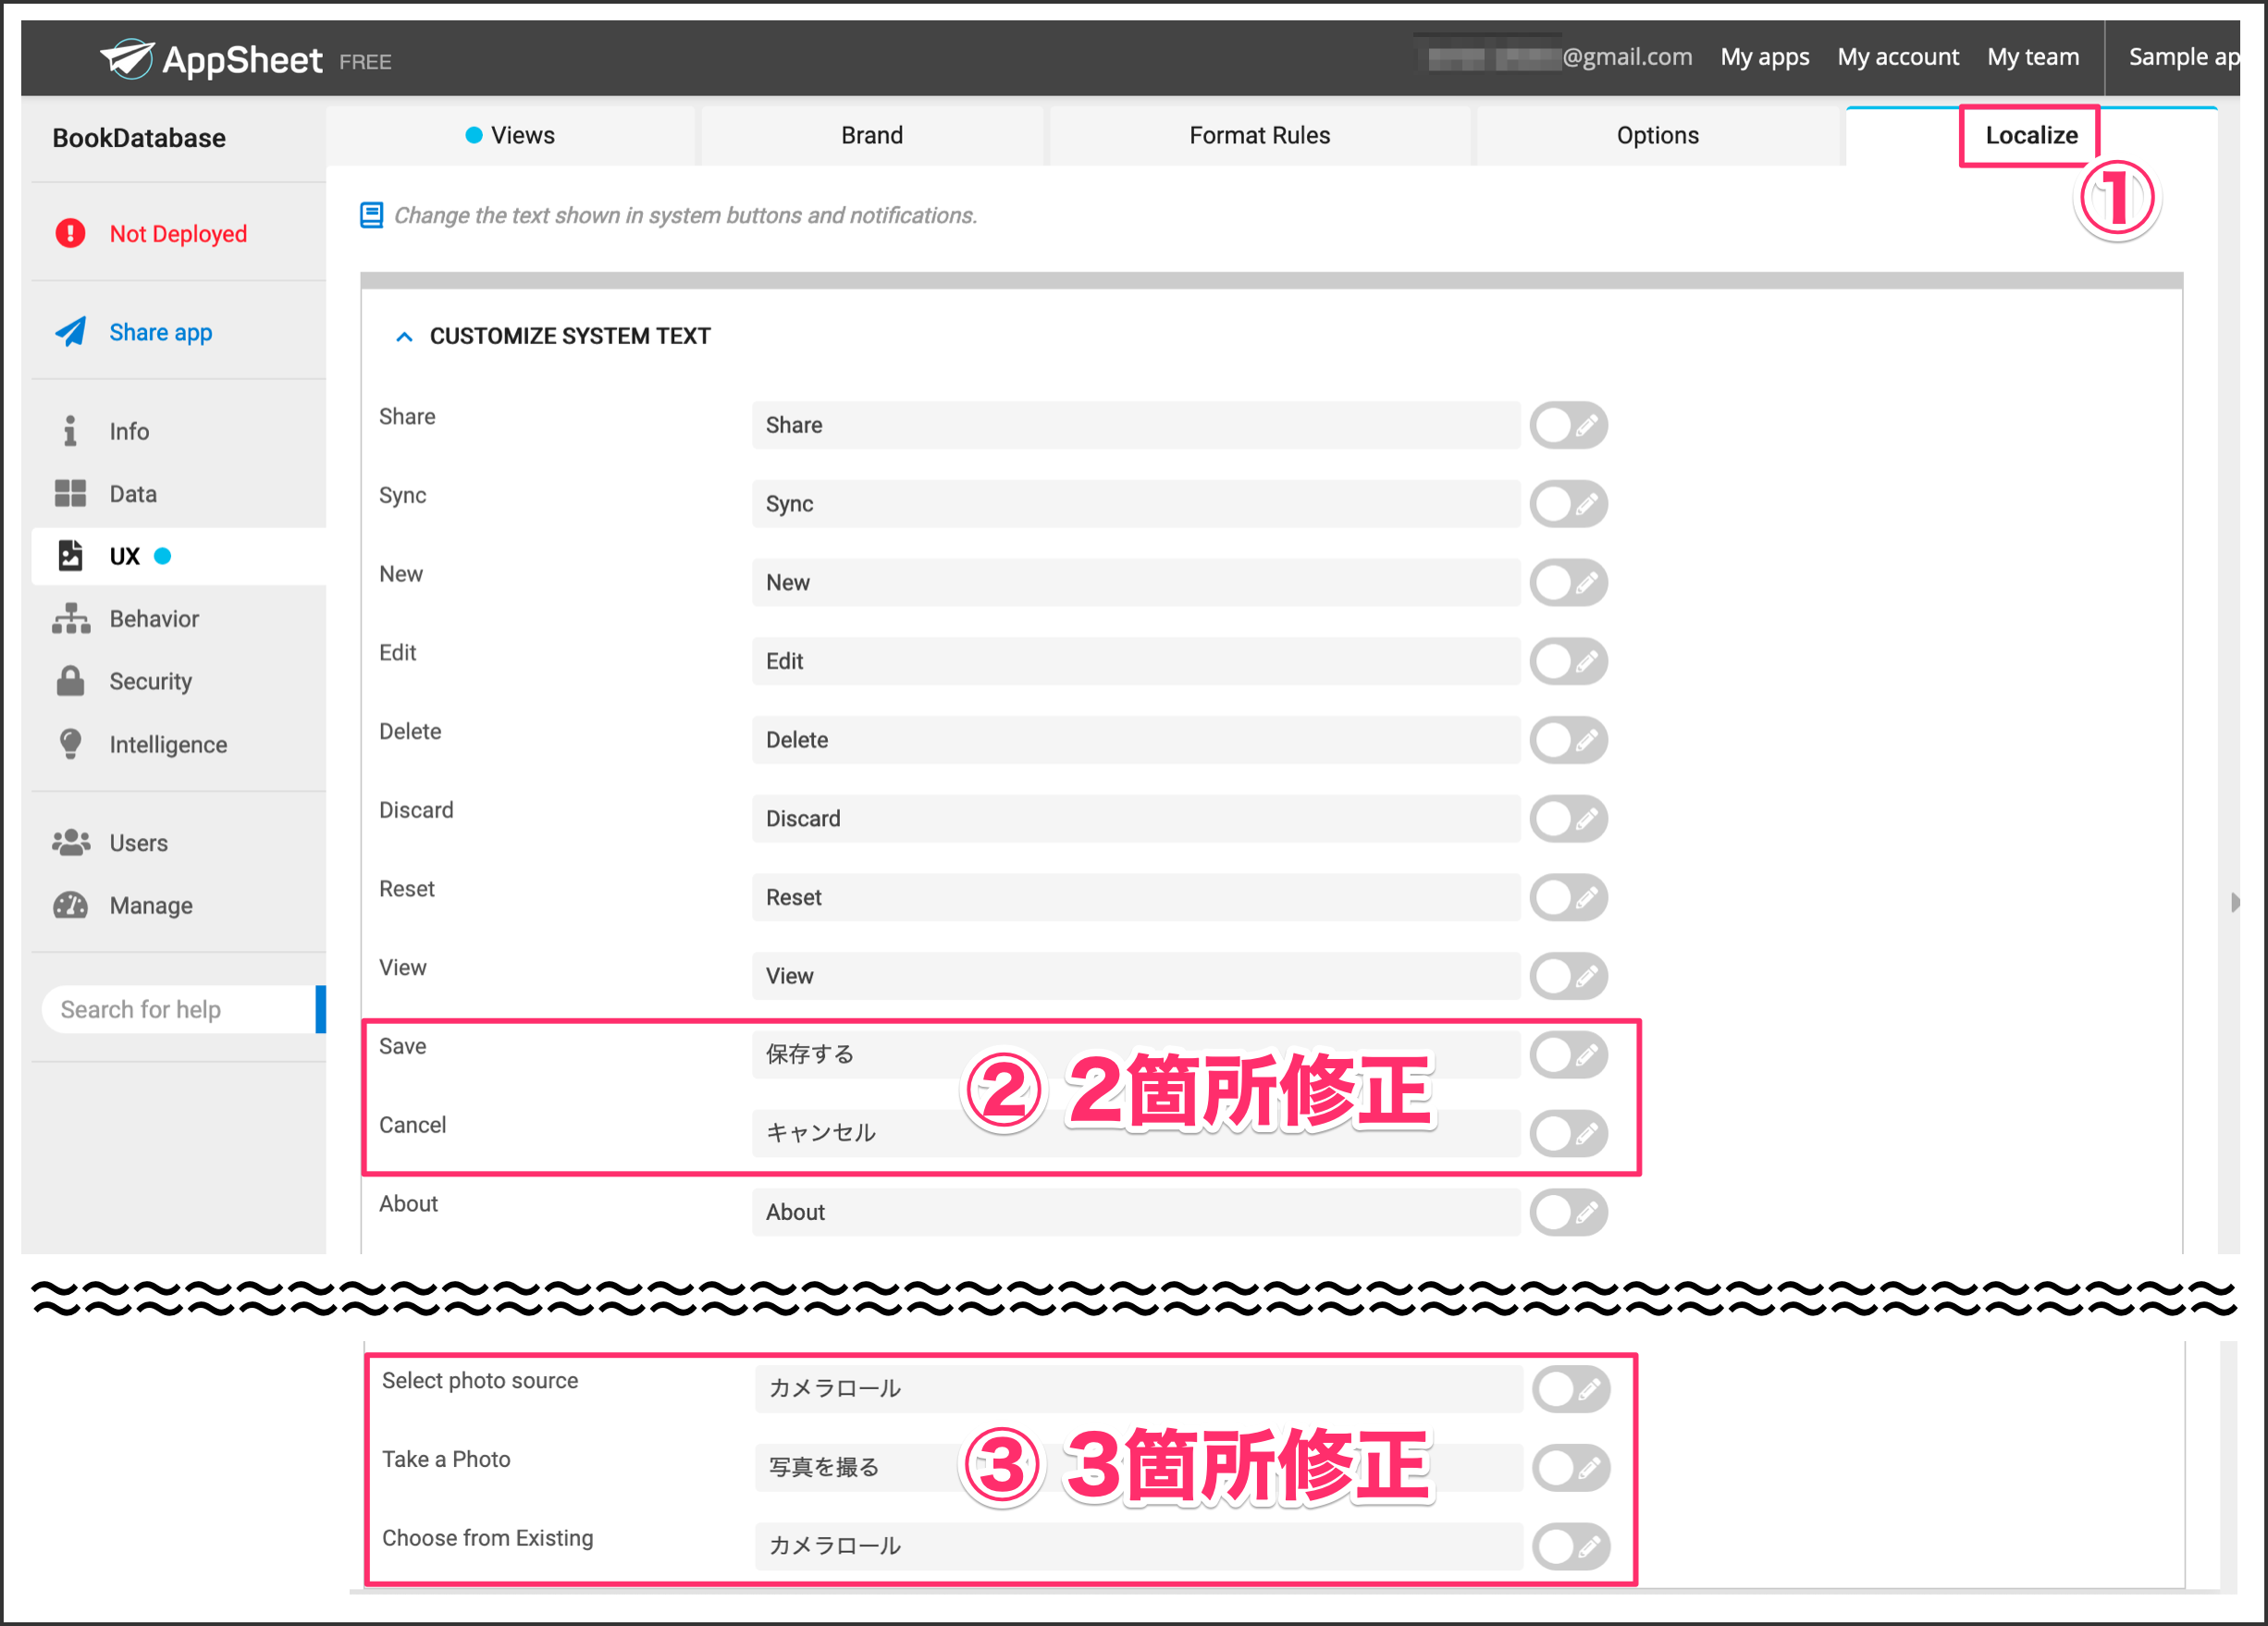 AppSheet FREE
@gmail.com My apps My account My team Sample ap
BookDatabase
Views Brand Format Rules Options Localize
①
Change the text shown in system buttons and notifications.
Not Deployed
Share app
Info
Data
UX
Behavior
Security
Intelligence
Users
Manage
Search for help
CUSTOMIZE SYSTEM TEXT
Share Share
Sync Sync
New New
Edit Edit
Delete Delete
Discard Discard
Reset Reset
View View
Save 保存する
② 2箇所修正
Cancel キャンセル
About About
Select photo source カメラロール
Take a Photo 写真を撮る
③ 3箇所修正
Choose from Existing カメラロール